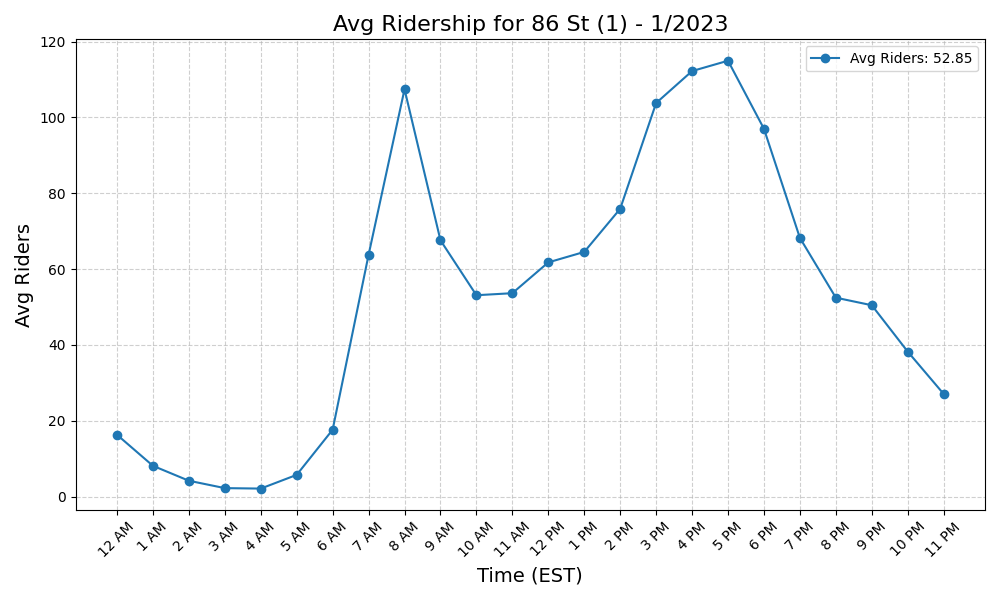 Avg Ridership for 86 St (1) - 1/2023
Avg Riders: 52.85
Avg Riders
120
100
80
60
40
20
0
12 AM
1 AM
2 AM
3 AM
4 AM
5 AM
6 AM
7 AM
8 AM
9 AM
10 AM
11 AM
12 PM
1 PM
2 PM
3 PM
4 PM
5 PM
6 PM
7 PM
8 PM
9 PM
10 PM
11 PM
Time (EST)